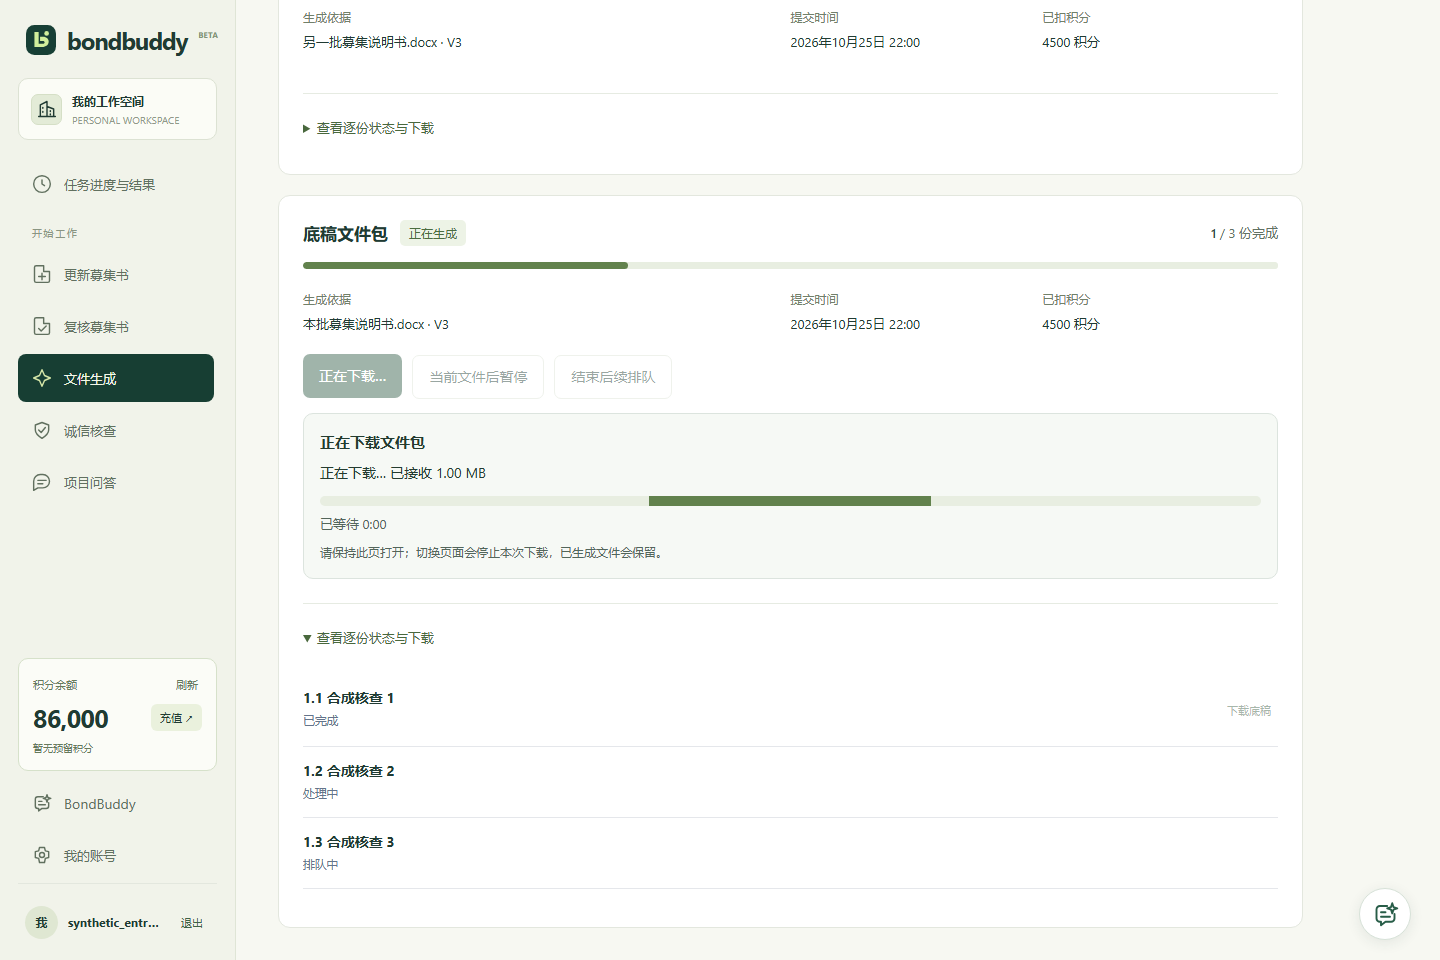 bondbuddy BETA
我的工作空间
PERSONAL WORKSPACE
任务进度与结果
开始工作
更新募集书
复核募集书
文件生成
诚信核查
项目问答
积分余额 刷新
86,000 充值 ↗
暂无预留积分
BondBuddy
我的账号
我 synthetic_entr... 退出
生成依据 提交时间 已扣积分
另一批募集说明书.docx · V3 2026年10月25日 22:00 4500 积分
▶ 查看逐份状态与下载
底稿文件包 正在生成 1 / 3 份完成
生成依据 提交时间 已扣积分
本批募集说明书.docx · V3 2026年10月25日 22:00 4500 积分
正在下载... 当前文件后暂停 结束后续排队
正在下载文件包
正在下载... 已接收 1.00 MB
已等待 0:00
请保持此页打开；切换页面会停止本次下载，已生成文件会保留。
▼ 查看逐份状态与下载
1.1 合成核查 1
已完成 下载底稿
1.2 合成核查 2
处理中
1.3 合成核查 3
排队中